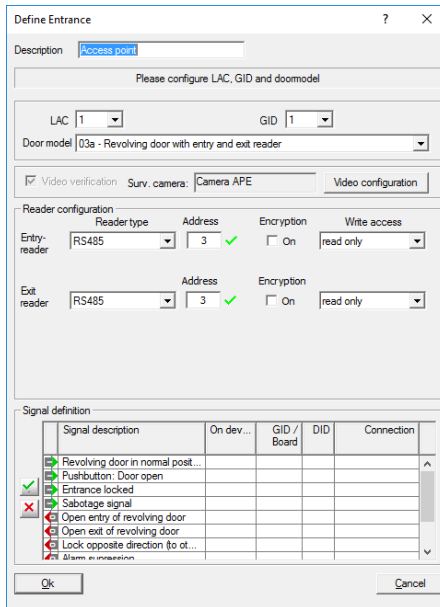 Define Entrance ? ×
Description Access point
Please configure LAC, GID and doormodel
LAC 1 GID 1
Door model 03a - Revolving door with entry and exit reader
Video verification Surv. camera: Camera APE Video configuration
Reader configuration
Reader type Address Encryption Write access
Entry-
reader RS485 3 On read only
Address Encryption
Exit
reader RS485 3 On read only
Signal definition
Signal description On dev... GID / Board DID Connection
Revolving door in normal posit...
Pushbutton: Door open
Entrance locked
Sabotage signal
Open entry of revolving door
Open exit of revolving door
Lock opposite direction (to ot...
Alarm supression
Ok Cancel